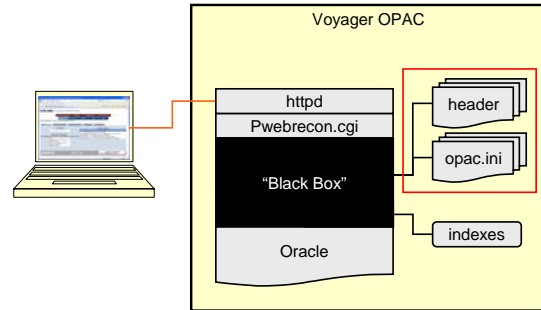 Voyager OPAC
httpd
Pwebrecon.cgi
“Black Box”
Oracle
header
opac.ini
indexes